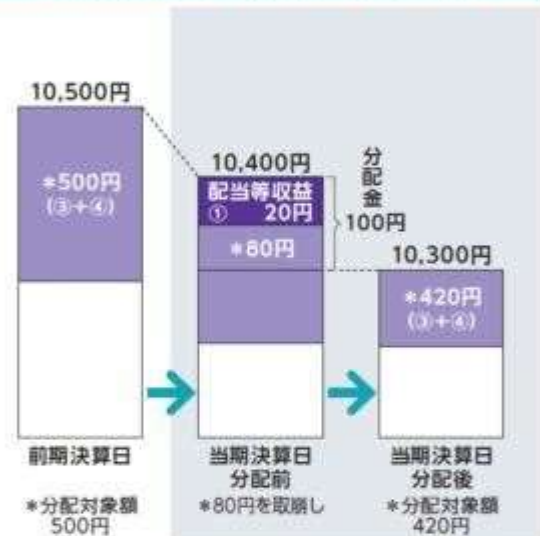 10,500円
*500円
(③+④)
前期決算日
*分配対象額
500円
10,400円
配当等収益
① 20円
*80円
分配金
100円
当期決算日
分配前
*80円を取崩し
10,300円
*420円
(③+④)
当期決算日
分配後
*分配対象額
420円